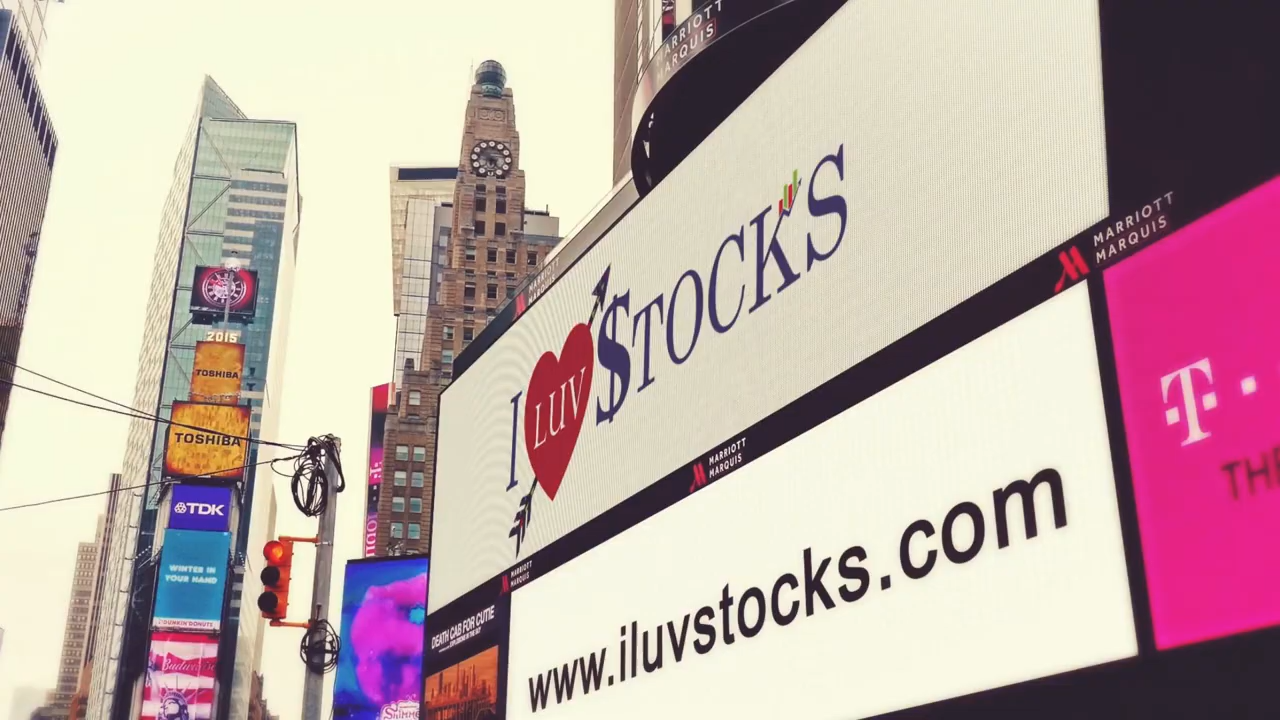 MARRIOTT
MARQUIS
I LUV $TOCKS
MARRIOTT
MARQUIS
MARRIOTT
MARQUIS
MARRIOTT
MARQUIS
MARRIOTT
MARQUIS
www.iluvstocks.com
T
2015
TOSHIBA
TOSHIBA
TDK
WINTER IN
YOUR HAND
DUNKIN' DONUTS
Budweiser
DEATH CAB FOR CUTIE